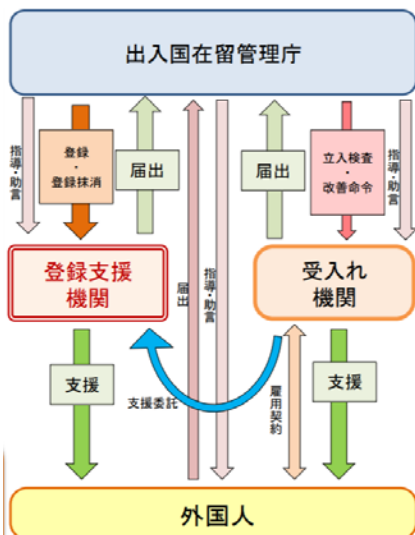 出入国在留管理庁
指導・助言
登録
・
登録抹消
届出
届出
立入検査
・
改善命令
指導・助言
登録支援
機関
届出
指導・助言
受入れ
機関
支援
支援委託
雇用契約
支援
外国人